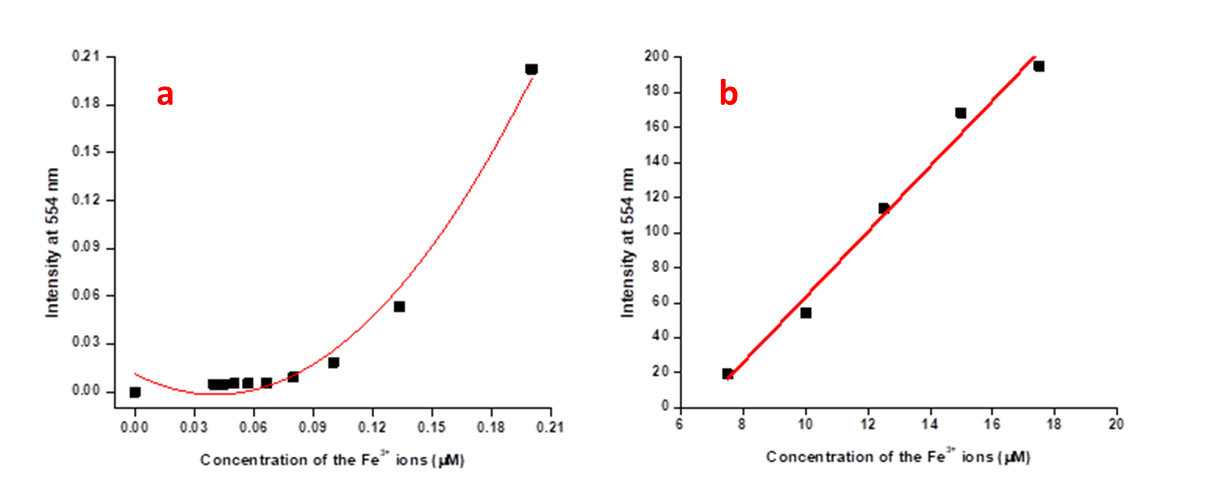 a
Intensity at 554 nm
0.21
0.18
0.15
0.12
0.09
0.06
0.03
0.00
0.00 0.03 0.06 0.09 0.12 0.15 0.18 0.21
Concentration of the Fe³⁺ ions (µM)
b
Intensity at 554 nm
200
180
160
140
120
100
80
60
40
20
0
6 8 10 12 14 16 18 20
Concentration of the Fe³⁺ ions (µM)